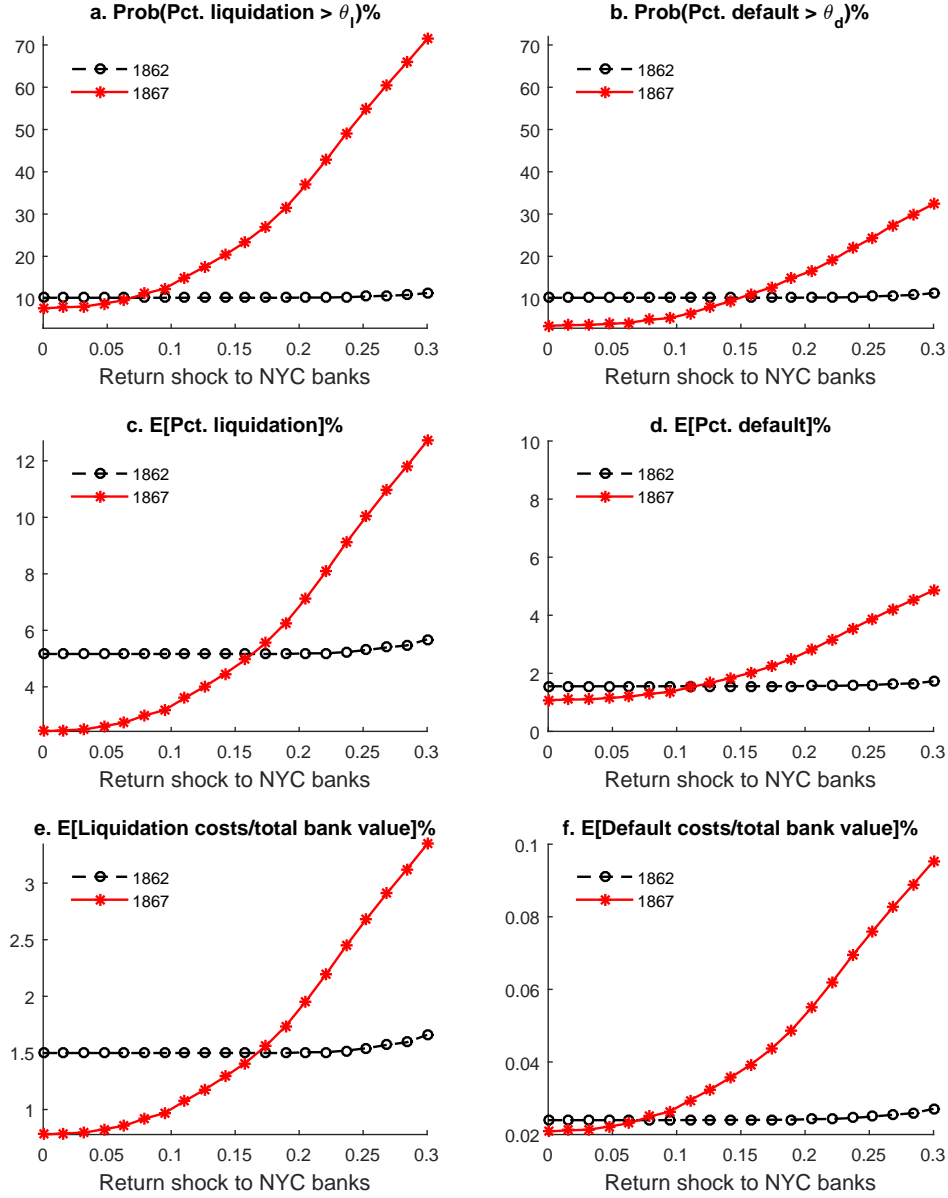 a. Prob(Pct. liquidation > θl)%
70
60
50
40
30
20
10
1862
1867
0 0.05 0.1 0.15 0.2 0.25 0.3
Return shock to NYC banks
b. Prob(Pct. default > θd)%
70
60
50
40
30
20
10
1862
1867
0 0.05 0.1 0.15 0.2 0.25 0.3
Return shock to NYC banks
c. E[Pct. liquidation]%
12
10
8
6
4
1862
1867
0 0.05 0.1 0.15 0.2 0.25 0.3
Return shock to NYC banks
d. E[Pct. default]%
10
8
6
4
2
0
1862
1867
0 0.05 0.1 0.15 0.2 0.25 0.3
Return shock to NYC banks
e. E[Liquidation costs/total bank value]%
3
2.5
2
1.5
1
1862
1867
0 0.05 0.1 0.15 0.2 0.25 0.3
Return shock to NYC banks
f. E[Default costs/total bank value]%
0.1
0.08
0.06
0.04
0.02
1862
1867
0 0.05 0.1 0.15 0.2 0.25 0.3
Return shock to NYC banks